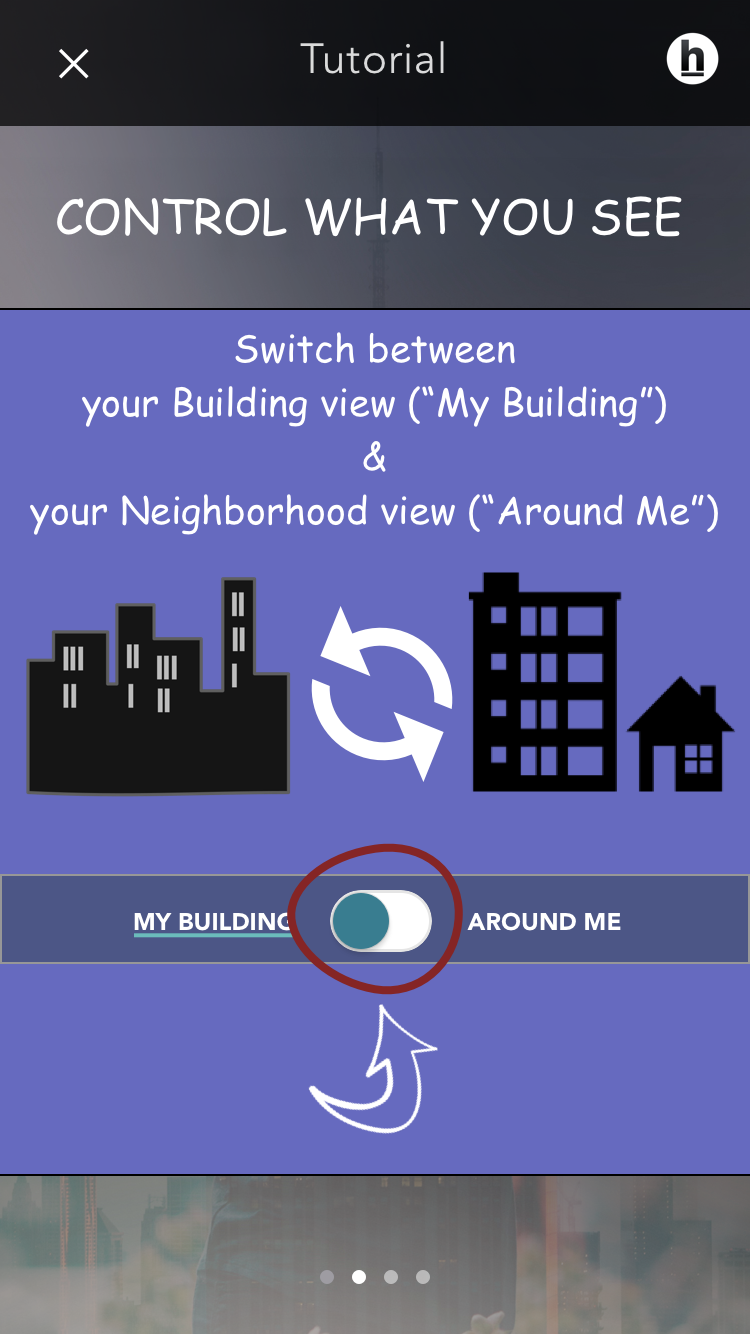 Tutorial
h
CONTROL WHAT YOU SEE
Switch between
your Building view (“My Building”)
&
your Neighborhood view (“Around Me”)
MY BUILDING
AROUND ME